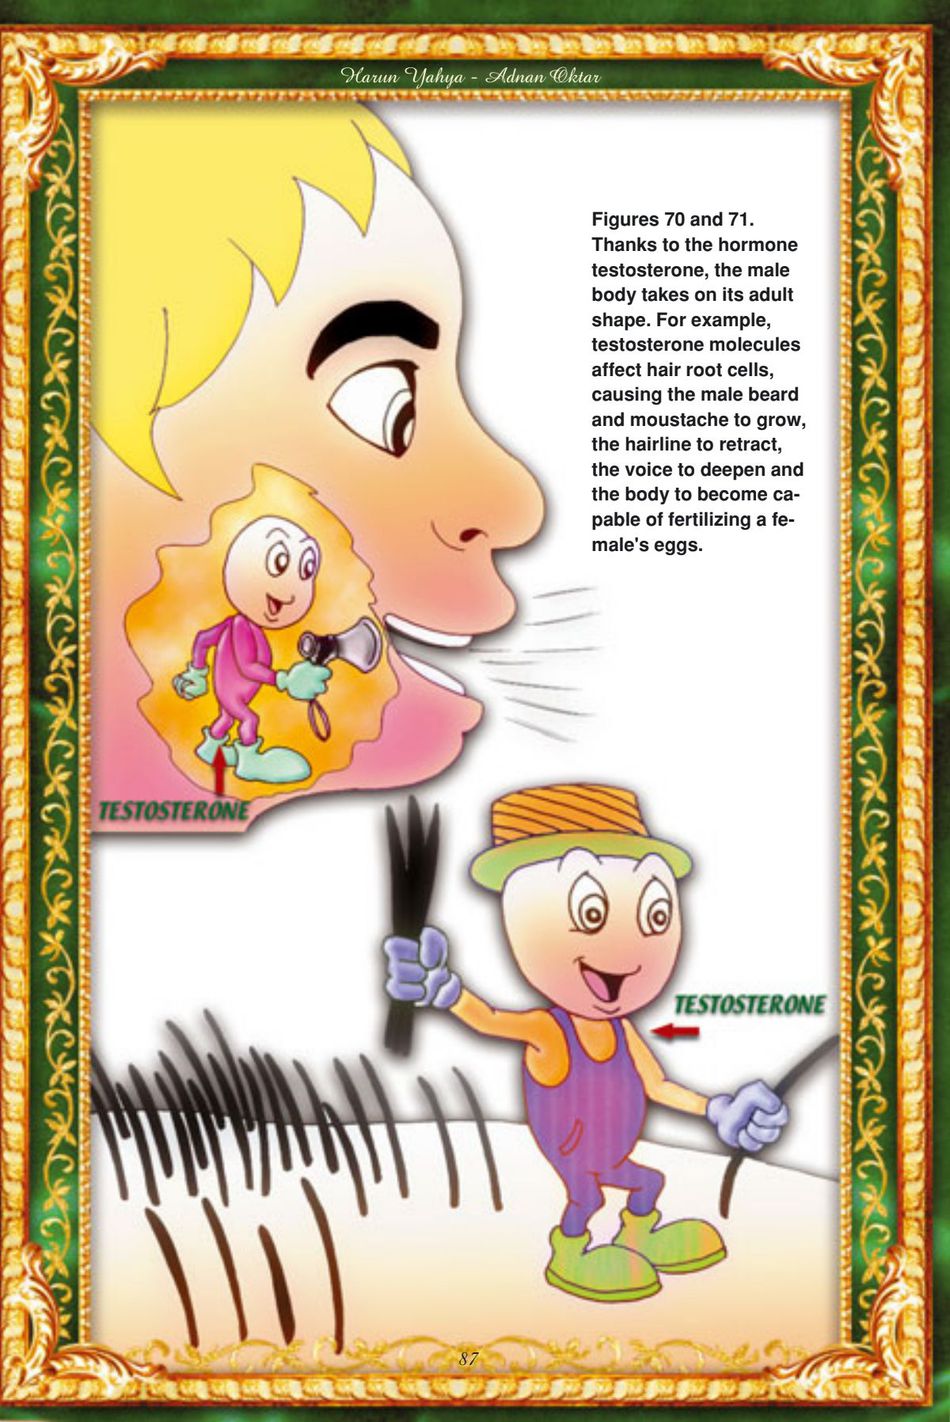 Harun Yahya - Adnan Oktar
Figures 70 and 71.
Thanks to the hormone
testosterone, the male
body takes on its adult
shape. For example,
testosterone molecules
affect hair root cells,
causing the male beard
and moustache to grow,
the hairline to retract,
the voice to deepen and
the body to become ca-
pable of fertilizing a fe-
male's eggs.
TESTOSTERONE
TESTOSTERONE
87